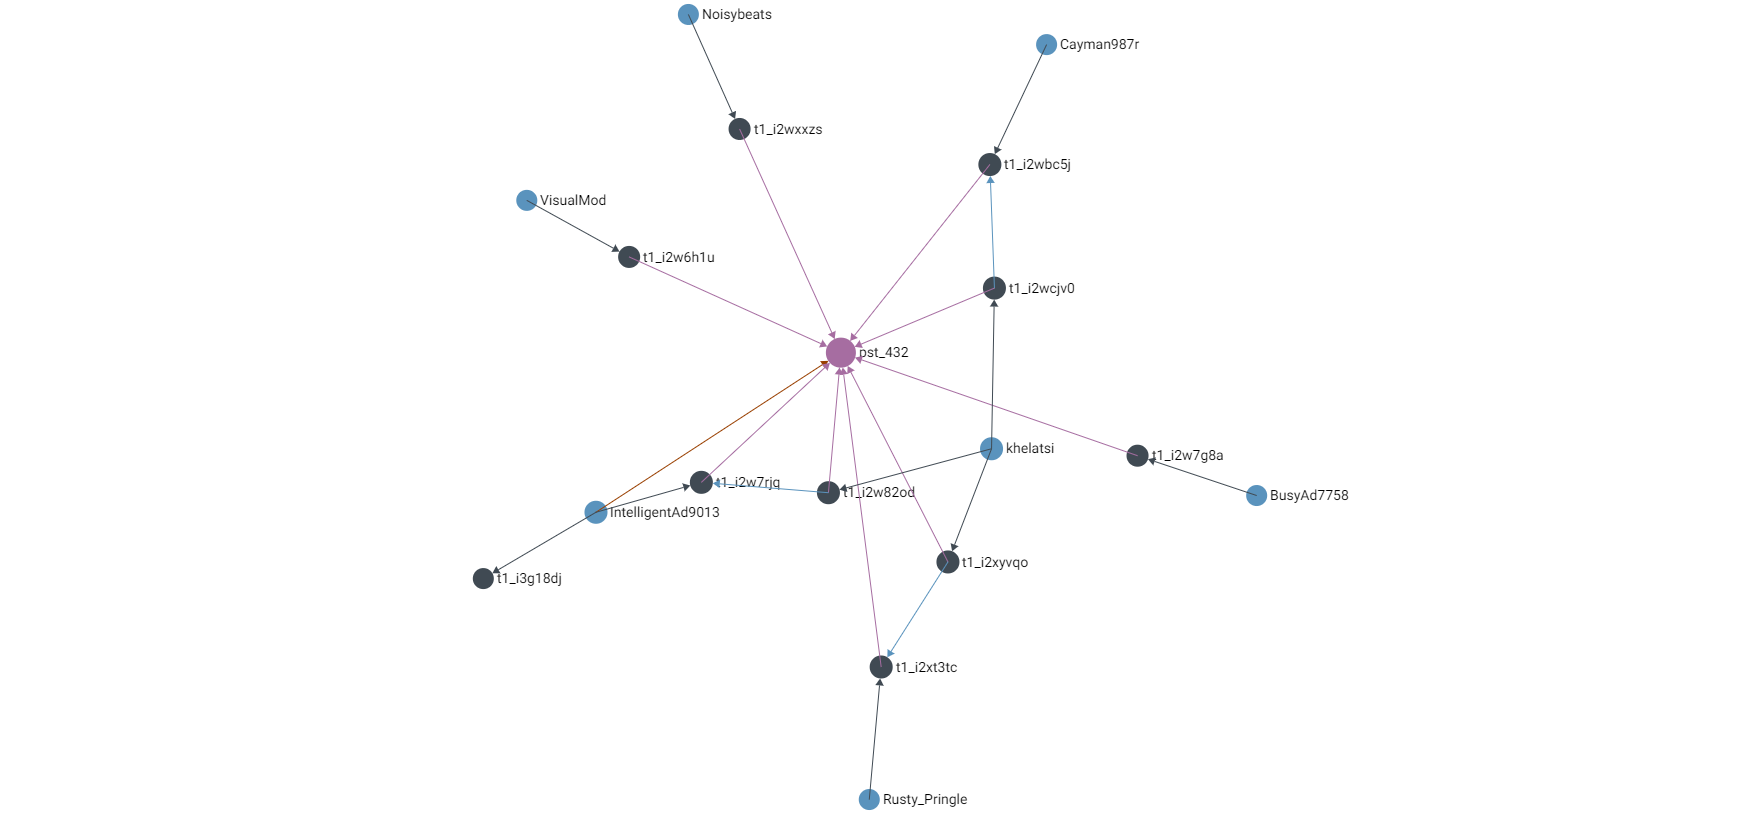 Noisybeats
Cayman987r
t1_i2wxxzs
t1_i2wbc5j
VisualMod
t1_i2w6h1u
t1_i2wcjv0
pst_432
khelatsi
t1_i2w7g8a
t1_i2w7rjq
t1_i2w82od
BusyAd7758
IntelligentAd9013
t1_i2xyvqo
t1_i3g18dj
t1_i2xt3tc
Rusty_Pringle